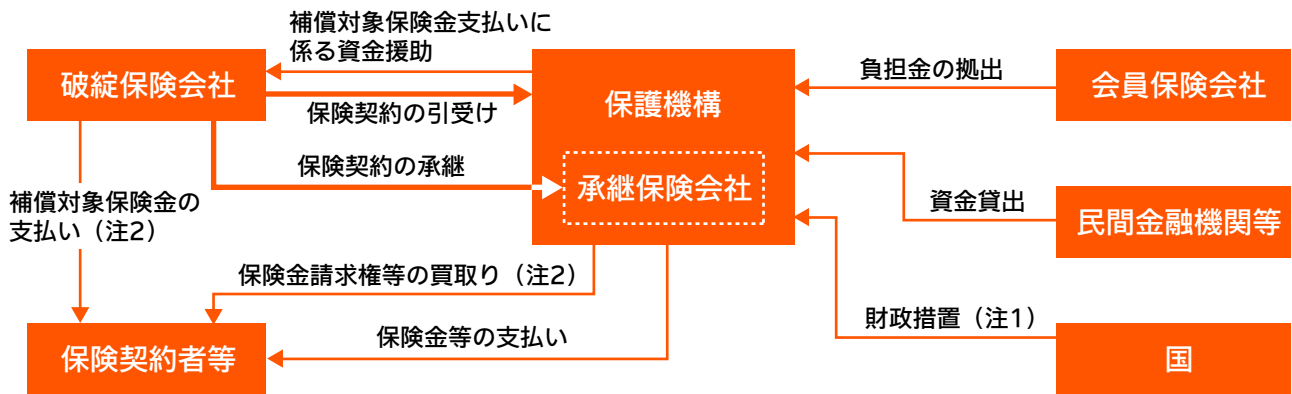 補償対象保険金支払いに
係る資金援助
破綻保険会社
保険契約の引受け
保険契約の承継
保護機構
承継保険会社
負担金の拠出
会員保険会社
資金貸出
民間金融機関等
補償対象保険金の
支払い（注2）
保険金請求権等の買取り（注2）
保険金等の支払い
保険契約者等
財政措置（注1）
国